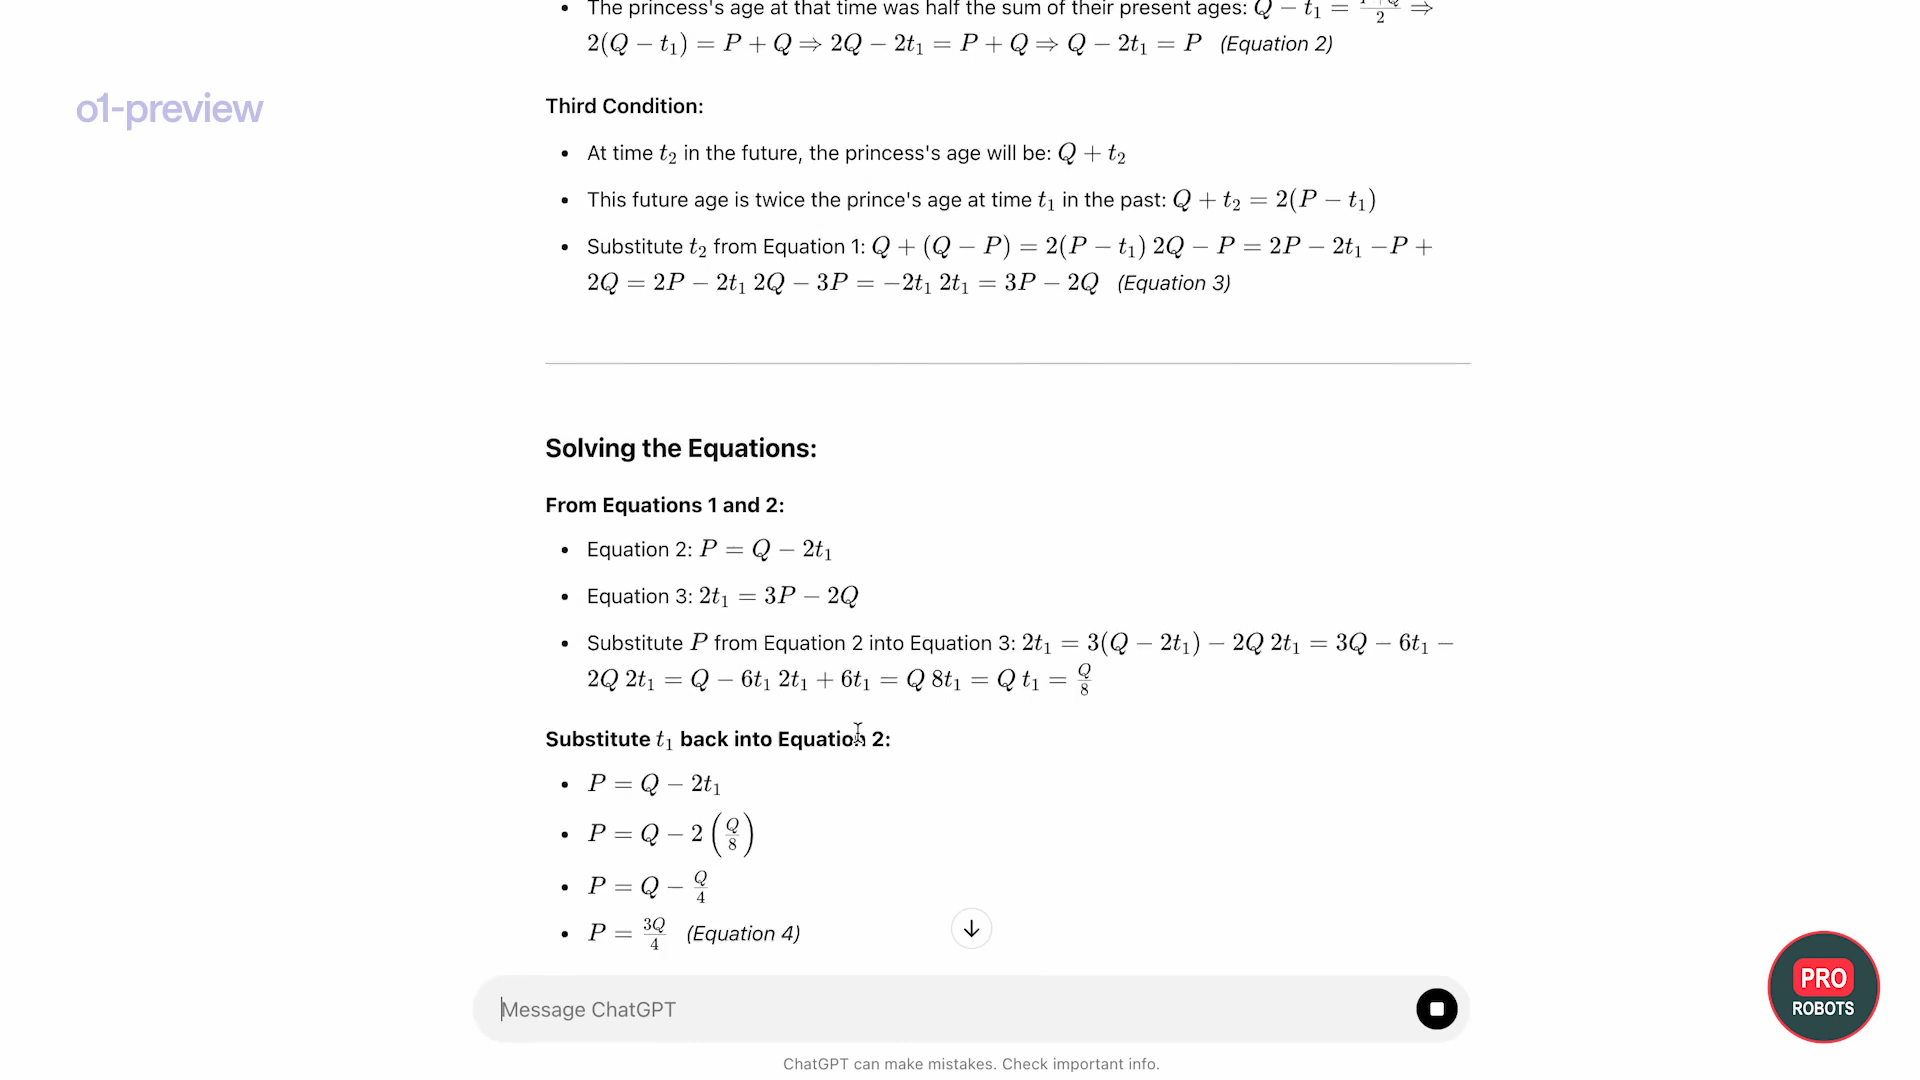 The princess's age at that time was half the sum of their present ages: Q − t₁ = (P+Q)/2 ⇒
2(Q − t₁) = P + Q ⇒ 2Q − 2t₁ = P + Q ⇒ Q − 2t₁ = P (Equation 2)
o1-preview
Third Condition:
• At time t₂ in the future, the princess's age will be: Q + t₂
• This future age is twice the prince's age at time t₁ in the past: Q + t₂ = 2(P − t₁)
• Substitute t₂ from Equation 1: Q + (Q − P) = 2(P − t₁) 2Q − P = 2P − 2t₁ −P +
2Q = 2P − 2t₁ 2Q − 3P = −2t₁ 2t₁ = 3P − 2Q (Equation 3)
Solving the Equations:
From Equations 1 and 2:
• Equation 2: P = Q − 2t₁
• Equation 3: 2t₁ = 3P − 2Q
• Substitute P from Equation 2 into Equation 3: 2t₁ = 3(Q − 2t₁) − 2Q 2t₁ = 3Q − 6t₁ −
2Q 2t₁ = Q − 6t₁ 2t₁ + 6t₁ = Q 8t₁ = Q t₁ = Q/8
Substitute t₁ back into Equation 2:
• P = Q − 2t₁
• P = Q − 2(Q/8)
• P = Q − Q/4
• P = 3Q/4 (Equation 4)
Message ChatGPT
ChatGPT can make mistakes. Check important info.
PRO
ROBOTS